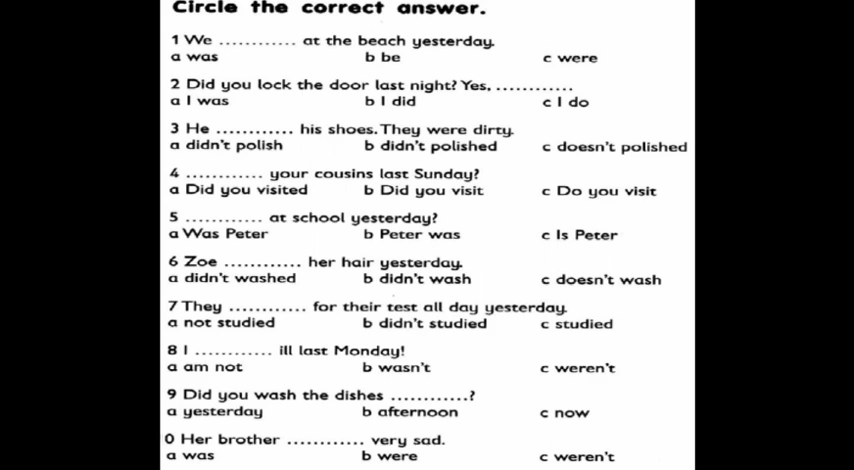 Circle the correct answer.
1 We ............ at the beach yesterday.
a was b be c were
2 Did you lock the door last night? Yes, ............
a I was b I did c I do
3 He ............ his shoes. They were dirty.
a didn't polish b didn't polished c doesn't polished
4 ............ your cousins last Sunday?
a Did you visited b Did you visit c Do you visit
5 ............ at school yesterday?
a Was Peter b Peter was c Is Peter
6 Zoe ............ her hair yesterday.
a didn't washed b didn't wash c doesn't wash
7 They ............ for their test all day yesterday.
a not studied b didn't studied c studied
8 I ............ ill last Monday!
a am not b wasn't c weren't
9 Did you wash the dishes ............?
a yesterday b afternoon c now
0 Her brother ............ very sad.
a was b were c weren't